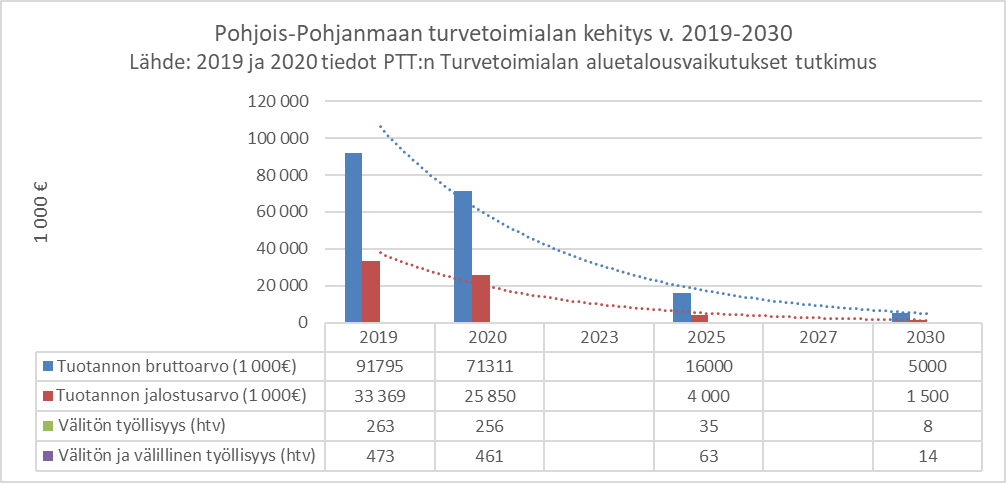 Pohjois-Pohjanmaan turvetoimialan kehitys v. 2019-2030
Lähde: 2019 ja 2020 tiedot PTT:n Turvetoimialan aluetalousvaikutukset tutkimus
1 000 €
120 000
100 000
80 000
60 000
40 000
20 000
0
2019 2020 2023 2025 2027 2030
Tuotannon bruttoarvo (1 000€) 91795 71311 16000 5000
Tuotannon jalostusarvo (1 000€) 33 369 25 850 4 000 1 500
Välitön työllisyys (htv) 263 256 35 8
Välitön ja välillinen työllisyys (htv) 473 461 63 14